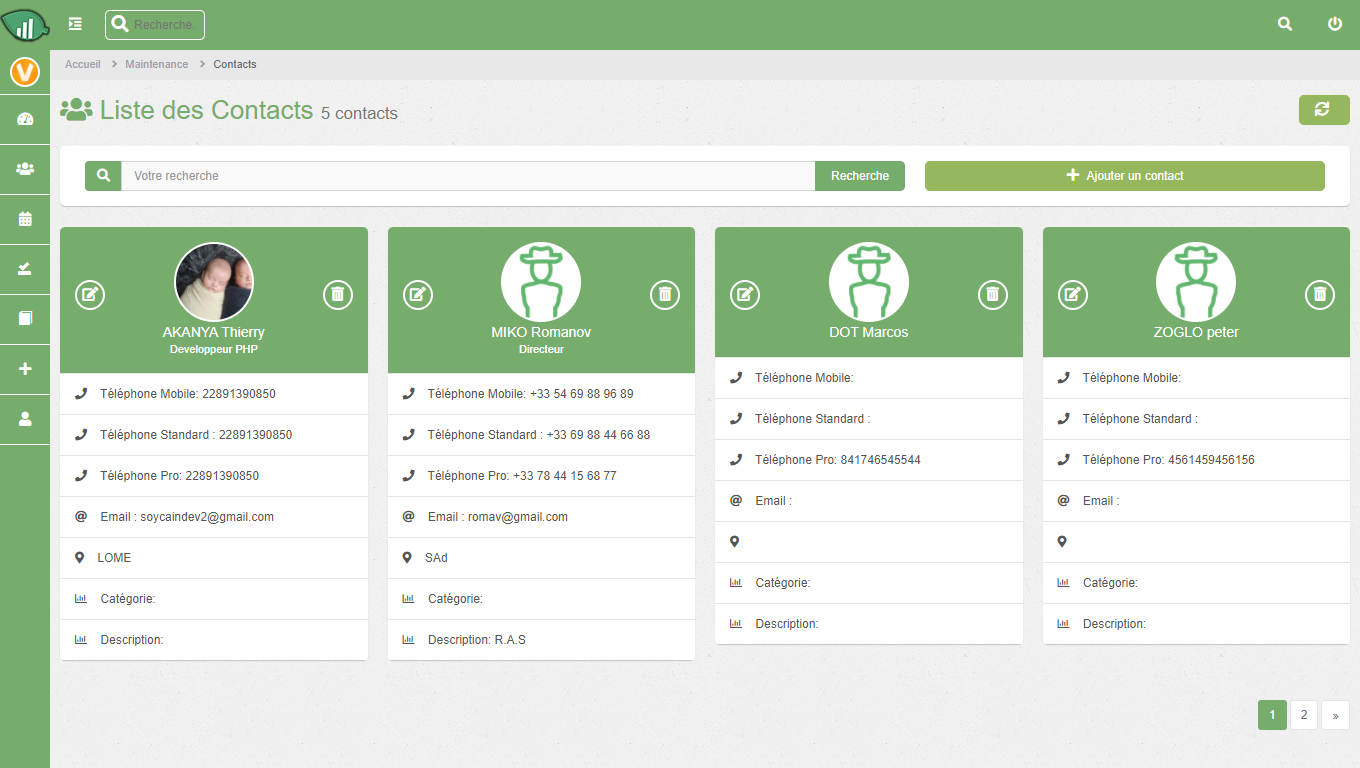 Recherche.
V
Accueil > Maintenance > Contacts
Liste des Contacts 5 contacts
Votre recherche
Recherche
Ajouter un contact
AKANYA Thierry
Developpeur PHP
Téléphone Mobile: 22891390850
Téléphone Standard : 22891390850
Téléphone Pro: 22891390850
Email : soycaindev2@gmail.com
LOME
Catégorie:
Description:
MIKO Romanov
Directeur
Téléphone Mobile: +33 54 69 88 96 89
Téléphone Standard : +33 69 88 44 66 88
Téléphone Pro: +33 78 44 15 68 77
Email : romav@gmail.com
SAd
Catégorie:
Description: R.A.S
DOT Marcos
Téléphone Mobile:
Téléphone Standard :
Téléphone Pro: 841746545544
Email :
Catégorie:
Description:
ZOGLO peter
Téléphone Mobile:
Téléphone Standard :
Téléphone Pro: 4561459456156
Email :
Catégorie:
Description:
1 2 »